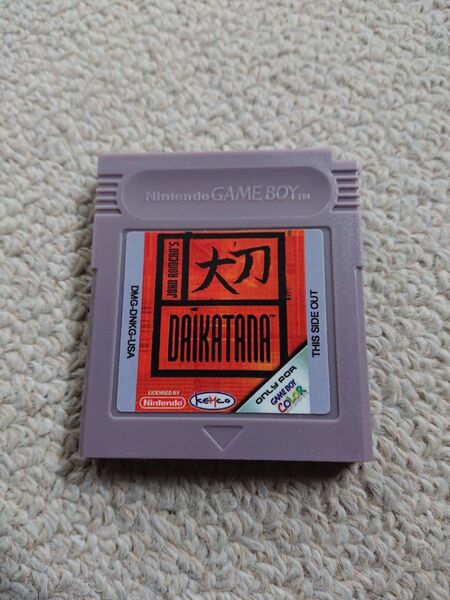 Nintendo GAME BOY TM
JOHN ROMERO'S
大刀
DAIKATANA™
DMG-DNKG-USA
THIS SIDE OUT
LICENSED BY
Nintendo
KEMCO
ONLY FOR
GAME BOY
COLOR